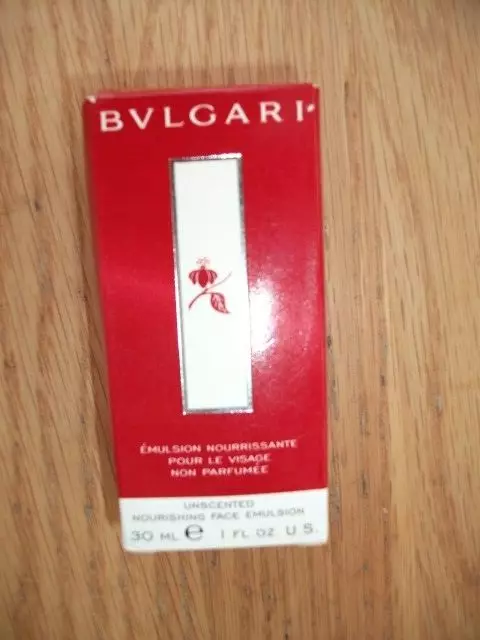 BVLGARI
ÉMULSION NOURRISSANTE
POUR LE VISAGE
NON PARFUMÉE
UNSCENTED
NOURISHING FACE EMULSION
30 ML ℮ 1 FL OZ. U.S.